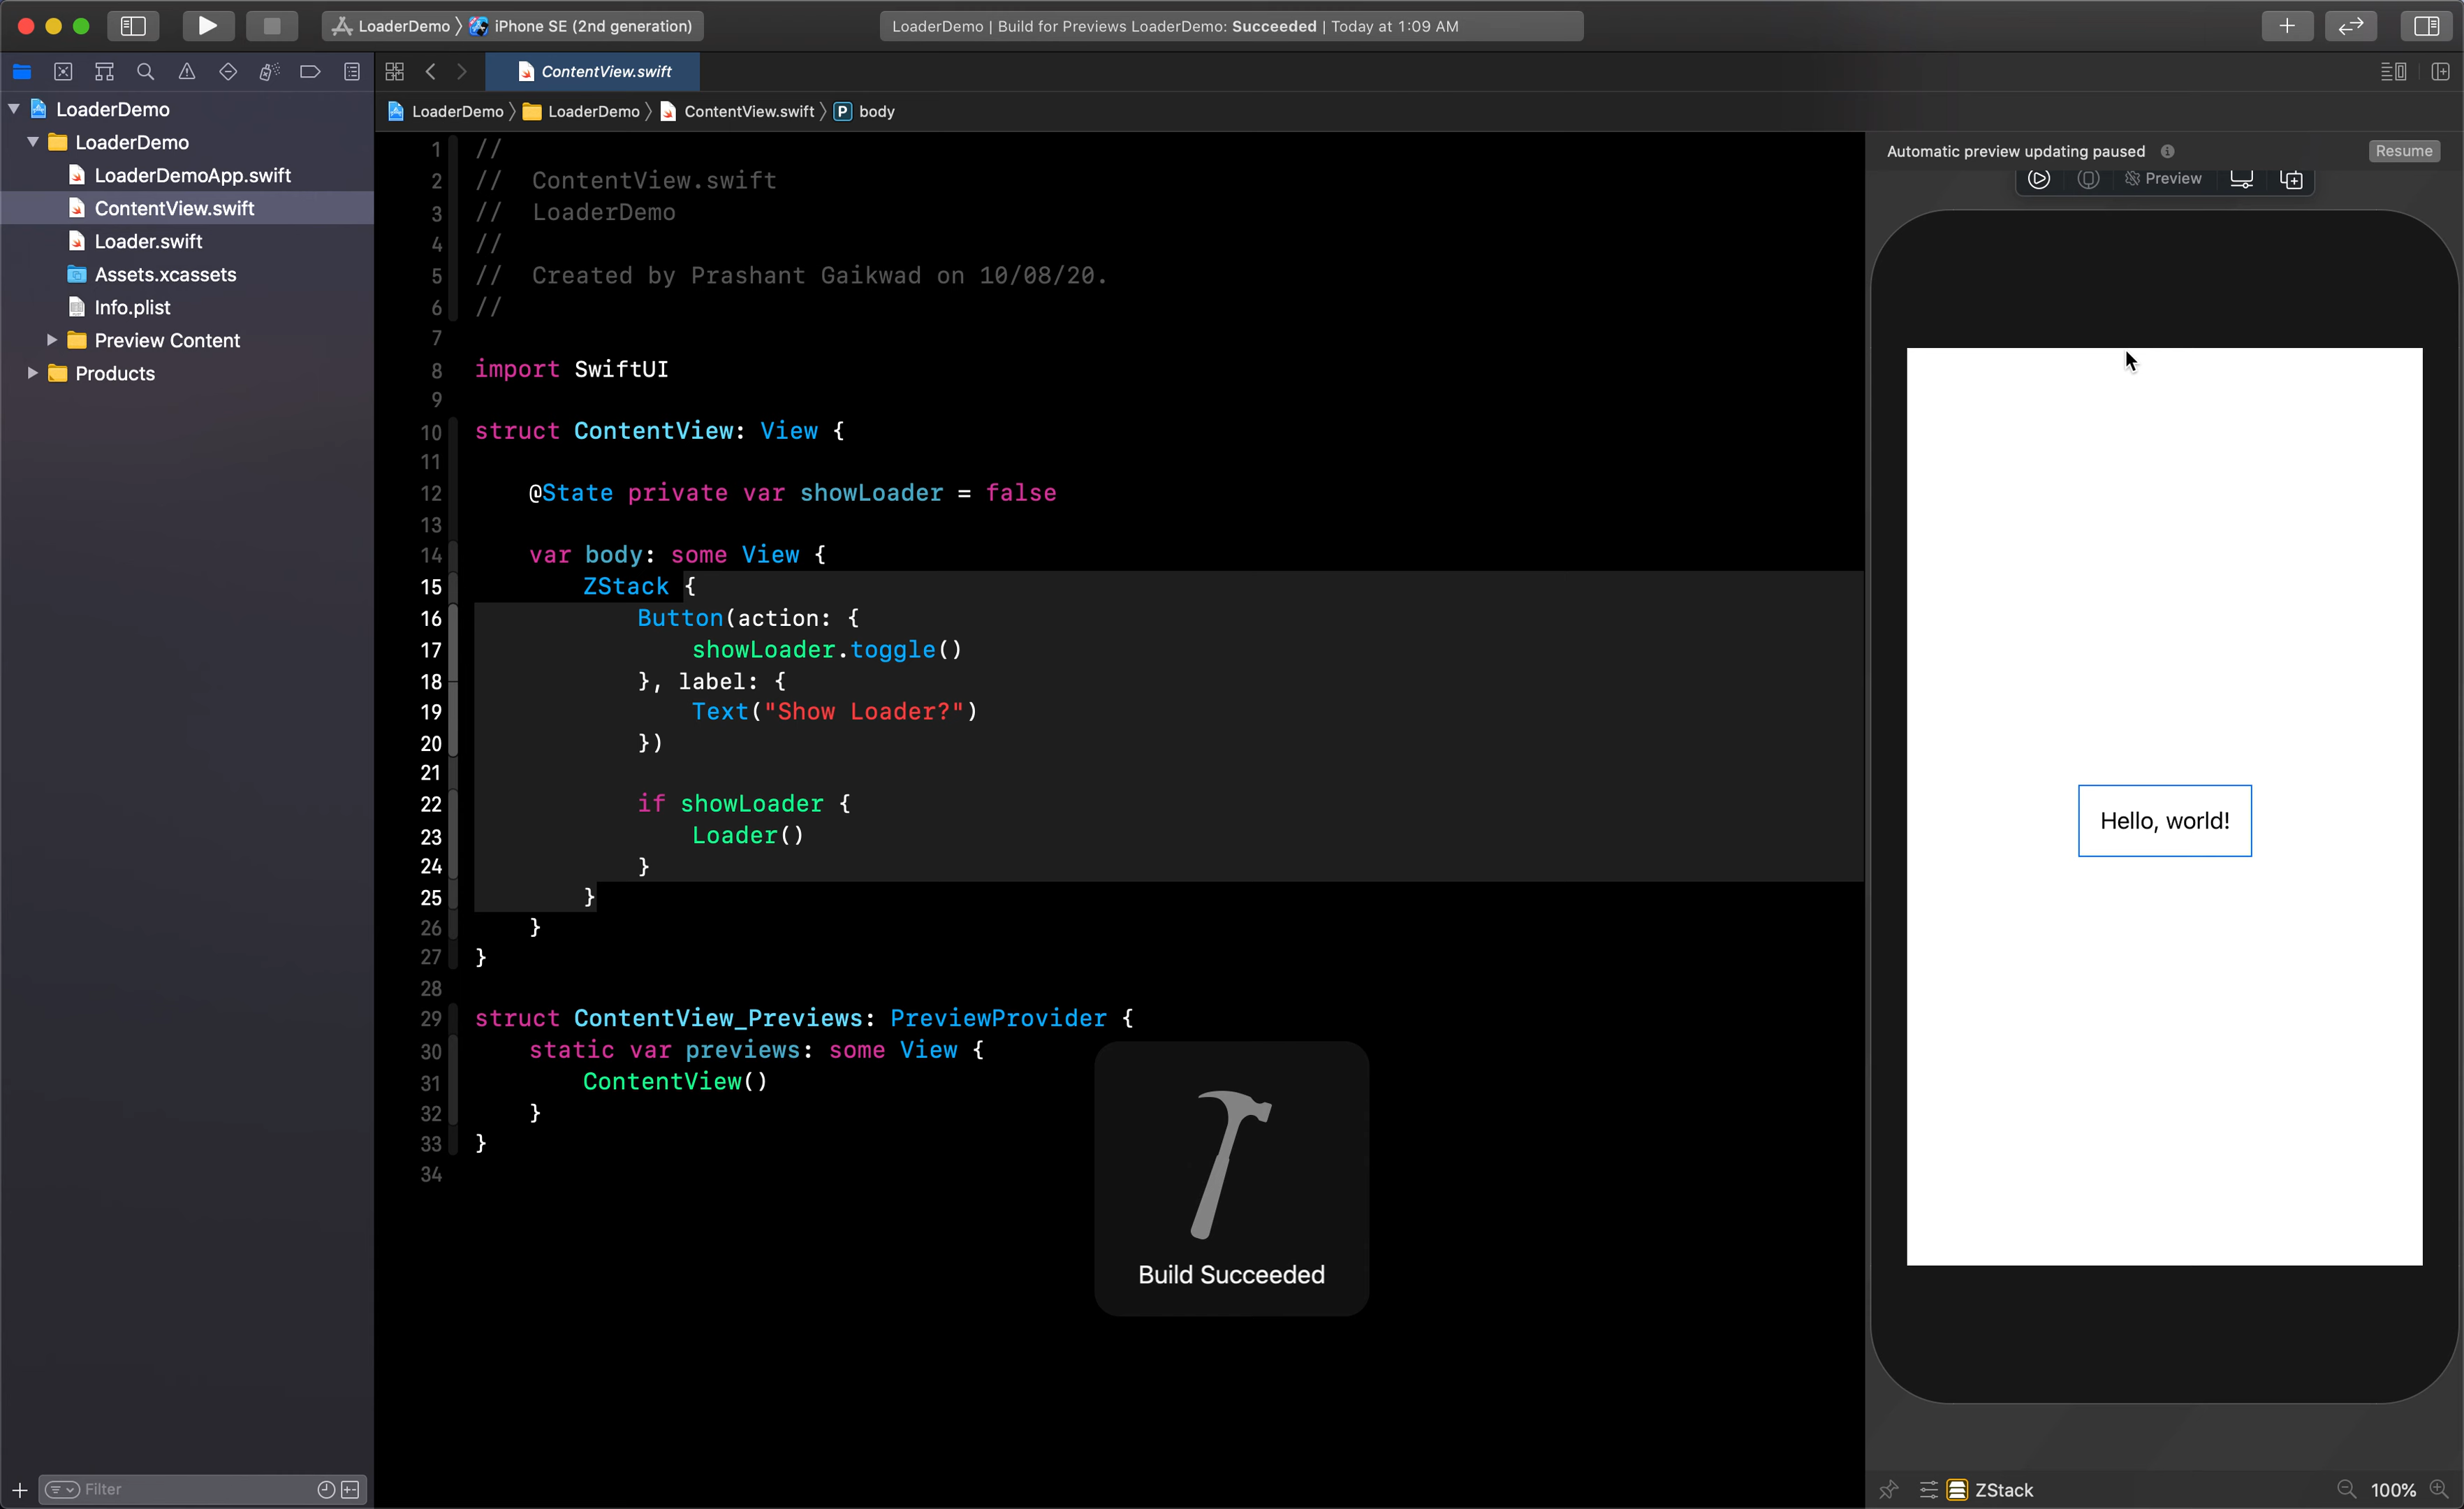 LoaderDemo 〉 iPhone SE (2nd generation)
LoaderDemo | Build for Previews LoaderDemo: Succeeded | Today at 1:09 AM
ContentView.swift
LoaderDemo
LoaderDemo
LoaderDemoApp.swift
ContentView.swift
Loader.swift
Assets.xcassets
Info.plist
Preview Content
Products
Filter
LoaderDemo 〉 LoaderDemo 〉 ContentView.swift 〉 P body
1 //
2 //  ContentView.swift
3 //  LoaderDemo
4 //
5 //  Created by Prashant Gaikwad on 10/08/20.
6 //
7
8 import SwiftUI
9
10 struct ContentView: View {
11
12     @State private var showLoader = false
13
14     var body: some View {
15         ZStack {
16             Button(action: {
17                 showLoader.toggle()
18             }, label: {
19                 Text("Show Loader?")
20             })
21
22             if showLoader {
23                 Loader()
24             }
25         }
26     }
27 }
28
29 struct ContentView_Previews: PreviewProvider {
30     static var previews: some View {
31         ContentView()
32     }
33 }
34
Build Succeeded
Automatic preview updating paused
Resume
Preview
Hello, world!
ZStack
100%